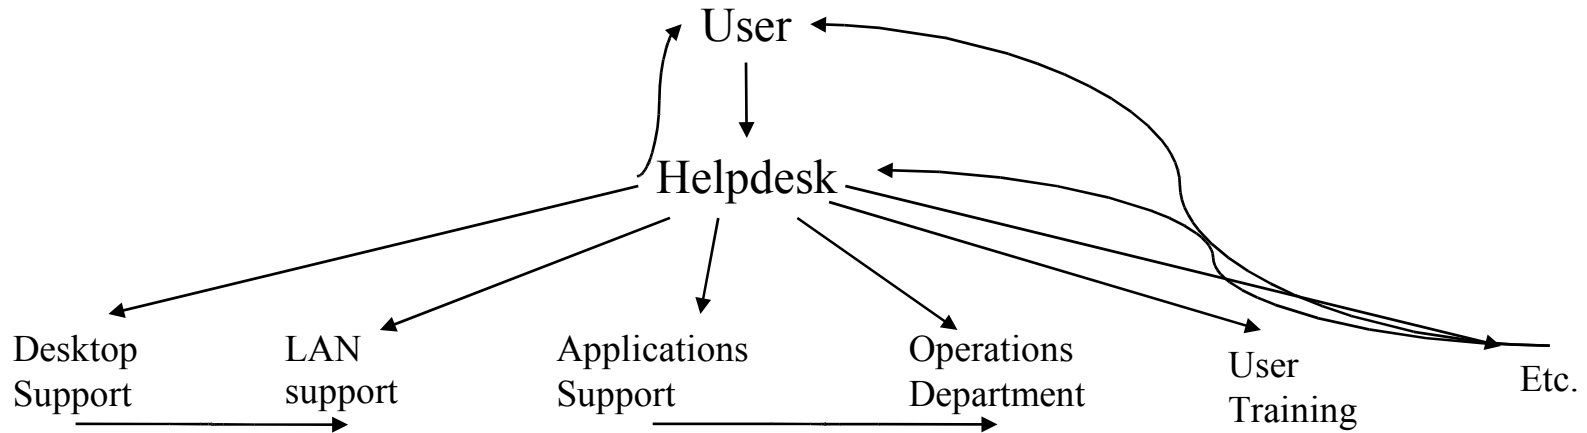 User
Helpdesk
Desktop
Support
LAN
support
Applications
Support
Operations
Department
User
Training
Etc.